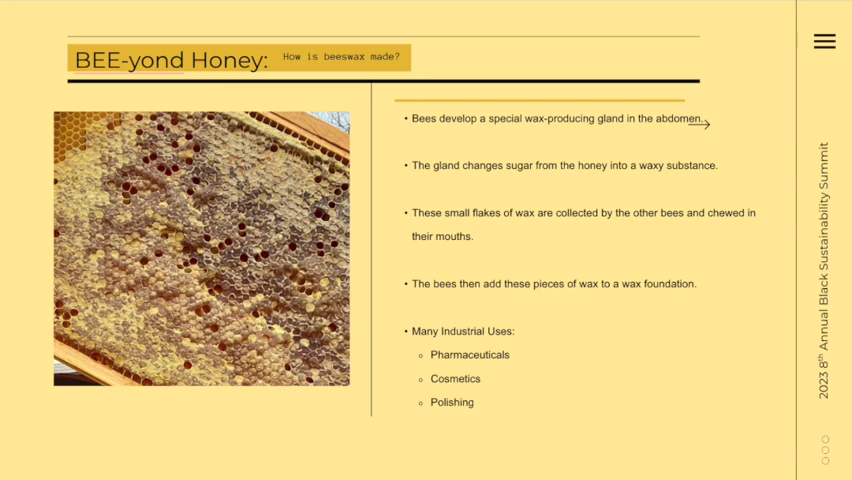 BEE-yond Honey: How is beeswax made?
• Bees develop a special wax-producing gland in the abdomen.
• The gland changes sugar from the honey into a waxy substance.
• These small flakes of wax are collected by the other bees and chewed in
their mouths.
• The bees then add these pieces of wax to a wax foundation.
• Many Industrial Uses:
○ Pharmaceuticals
○ Cosmetics
○ Polishing
2023 8th Annual Black Sustainability Summit